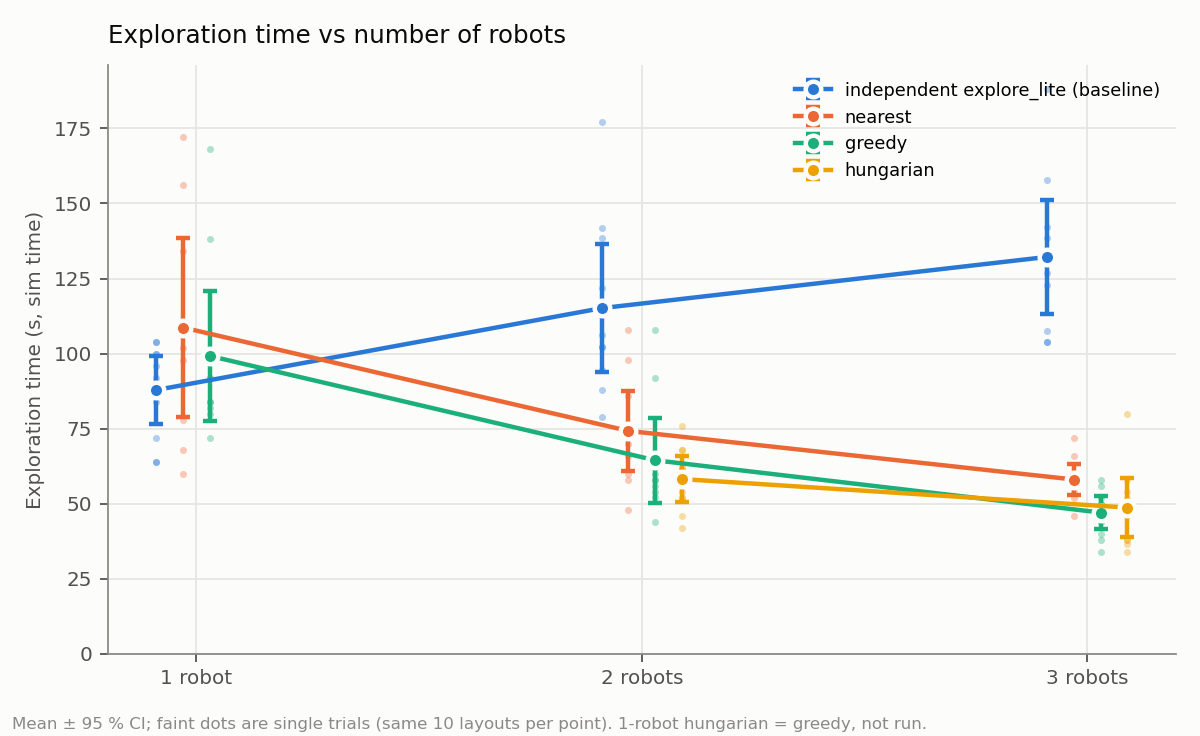 Exploration time vs number of robots
independent explore_lite (baseline)
nearest
greedy
hungarian
Exploration time (s, sim time)
175
150
125
100
75
50
25
0
1 robot
2 robots
3 robots
Mean ± 95 % CI; faint dots are single trials (same 10 layouts per point). 1-robot hungarian = greedy, not run.